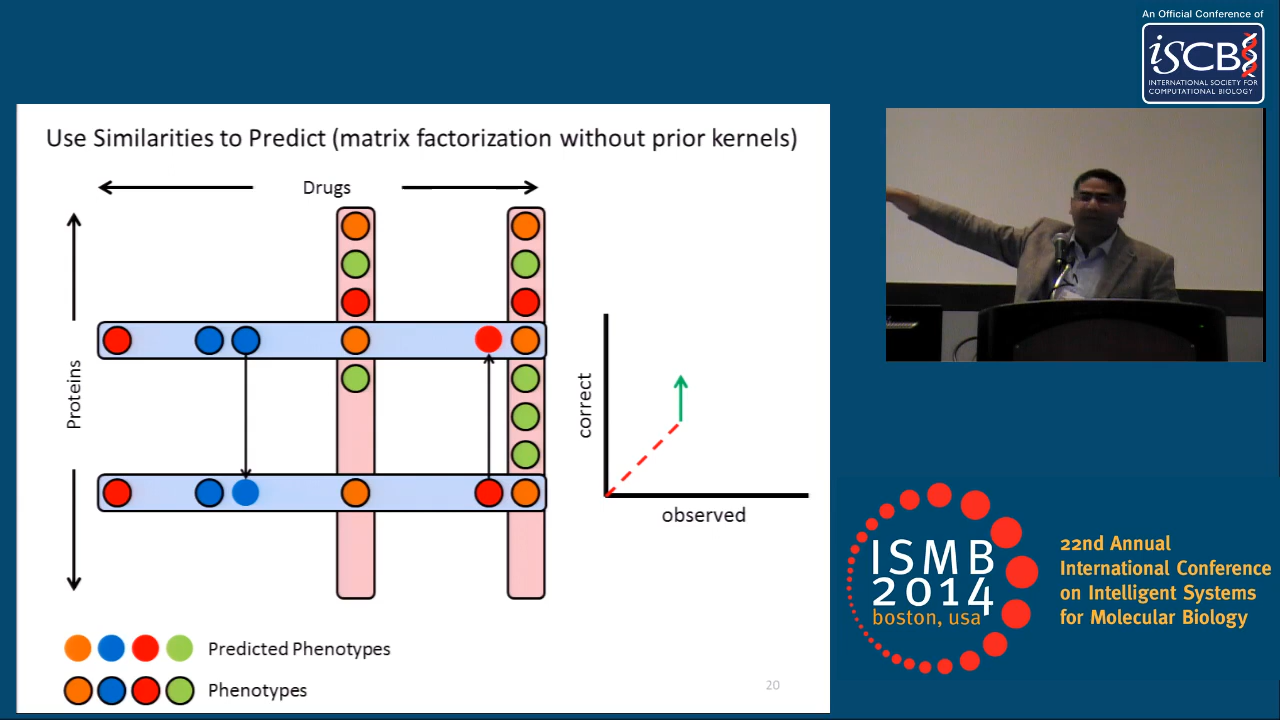 An Official Conference of
iSCB
INTERNATIONAL SOCIETY FOR
COMPUTATIONAL BIOLOGY
Use Similarities to Predict (matrix factorization without prior kernels)
Drugs
Proteins
correct
observed
Predicted Phenotypes
Phenotypes
20
ISMB
2014
boston, usa
22nd Annual
International Conference
on Intelligent Systems
for Molecular Biology